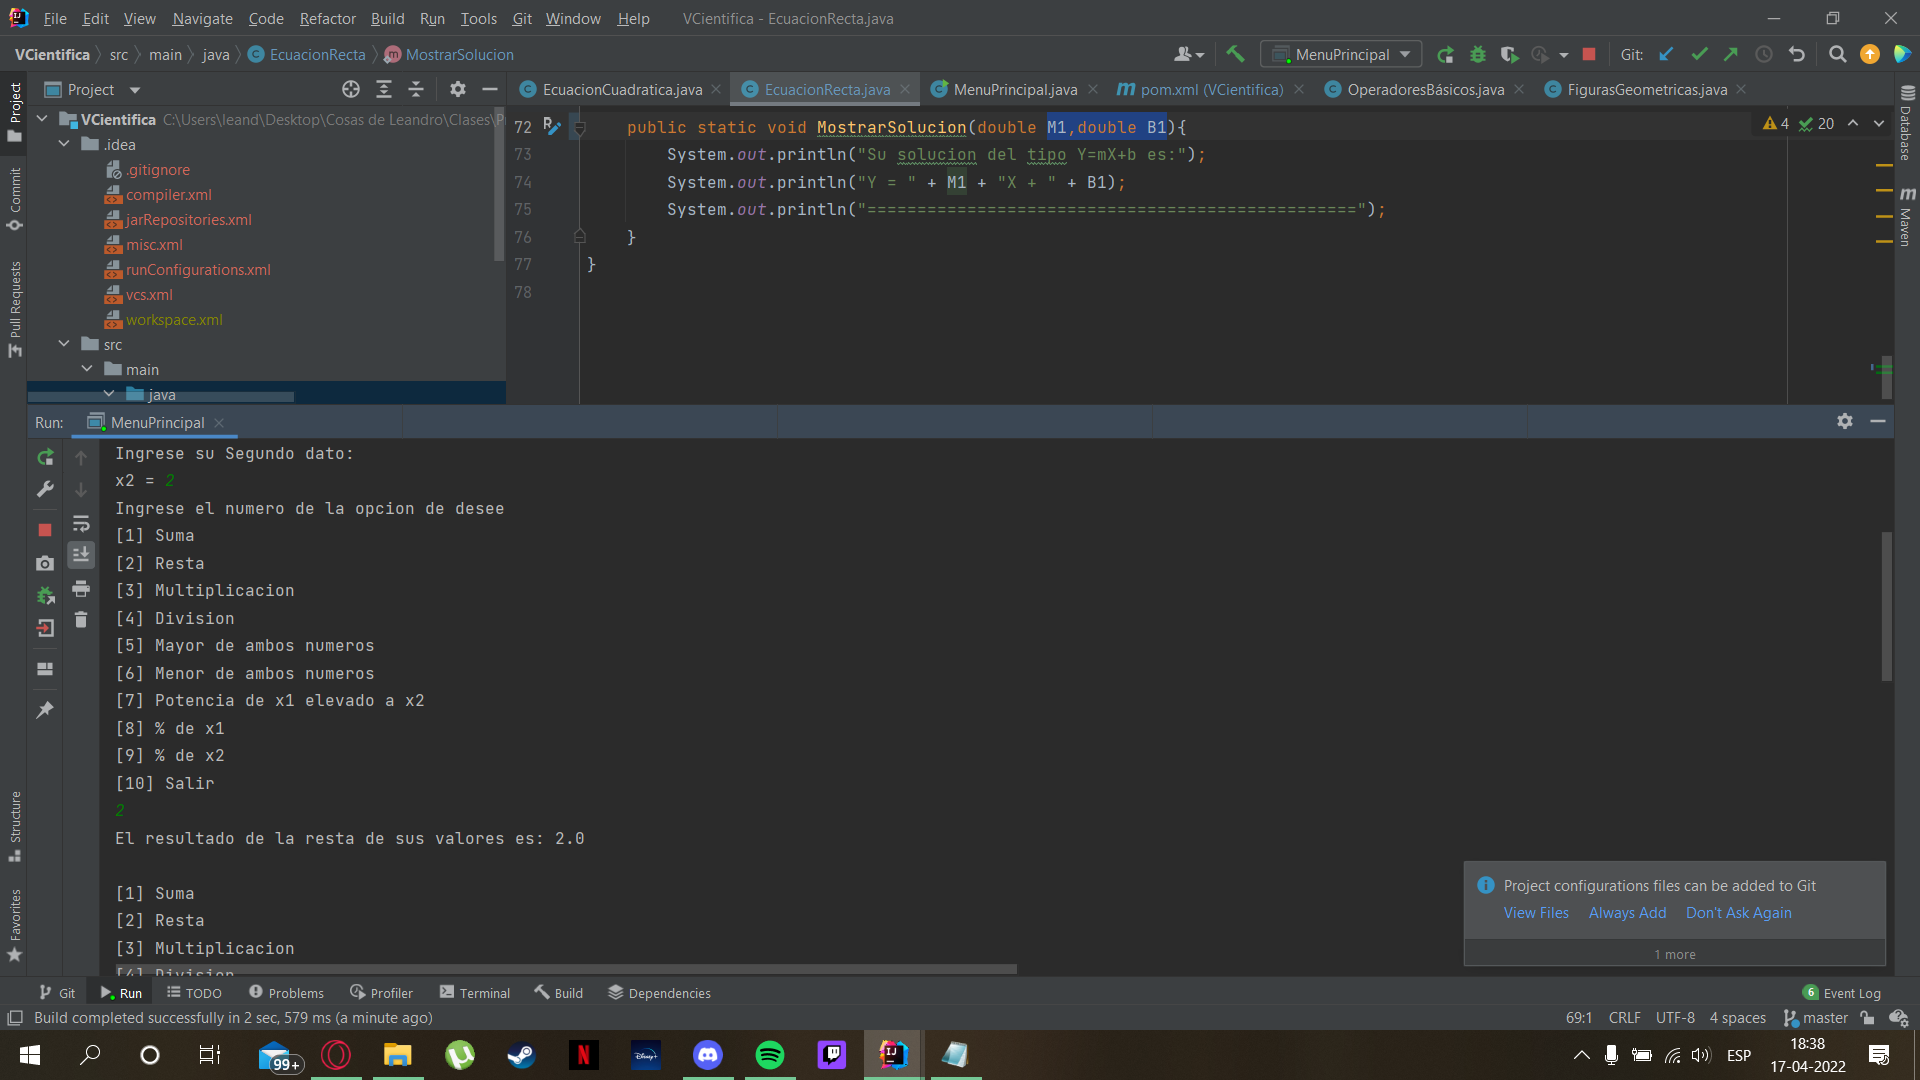 File Edit View Navigate Code Refactor Build Run Tools Git Window Help VCientifica - EcuacionRecta.java
VCientifica src main java EcuacionRecta MostrarSolucion MenuPrincipal Git:
Project EcuacionCuadratica.java EcuacionRecta.java MenuPrincipal.java pom.xml (VCientifica) OperadoresBásicos.java FigurasGeometricas.java
Project
Commit
Pull Requests
Structure
Favorites
VCientifica C:\Users\leand\Desktop\Cosas de Leandro\Clases\P
.idea
.gitignore
compiler.xml
jarRepositories.xml
misc.xml
runConfigurations.xml
vcs.xml
workspace.xml
src
main
java
72 public static void MostrarSolucion(double M1,double B1){
73 System.out.println("Su solucion del tipo Y=mX+b es:");
74 System.out.println("Y = " + M1 + "X + " + B1);
75 System.out.println("=================================================");
76 }
77 }
78
4 20
Database
Maven
Run: MenuPrincipal
Ingrese su Segundo dato:
x2 = 2
Ingrese el numero de la opcion de desee
[1] Suma
[2] Resta
[3] Multiplicacion
[4] Division
[5] Mayor de ambos numeros
[6] Menor de ambos numeros
[7] Potencia de x1 elevado a x2
[8] % de x1
[9] % de x2
[10] Salir
2
El resultado de la resta de sus valores es: 2.0
[1] Suma
[2] Resta
[3] Multiplicacion
[4] Division
Project configurations files can be added to Git
View Files Always Add Don't Ask Again
1 more
Git Run TODO Problems Profiler Terminal Build Dependencies 6 Event Log
Build completed successfully in 2 sec, 579 ms (a minute ago) 69:1 CRLF UTF-8 4 spaces master
99+ N Disney+ IJ ESP 18:38
17-04-2022